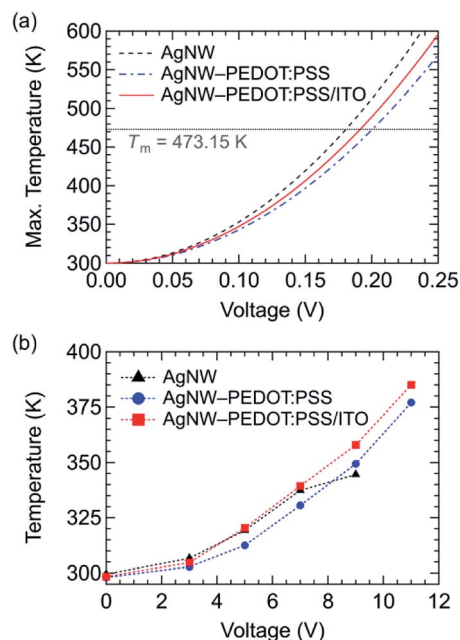 (a)
600
550
500
450
400
350
300
Max. Temperature (K)
AgNW
AgNW–PEDOT:PSS
AgNW–PEDOT:PSS/ITO
Tm = 473.15 K
0.00 0.05 0.10 0.15 0.20 0.25
Voltage (V)
(b)
400
375
350
325
300
Temperature (K)
AgNW
AgNW–PEDOT:PSS
AgNW–PEDOT:PSS/ITO
0 2 4 6 8 10 12
Voltage (V)